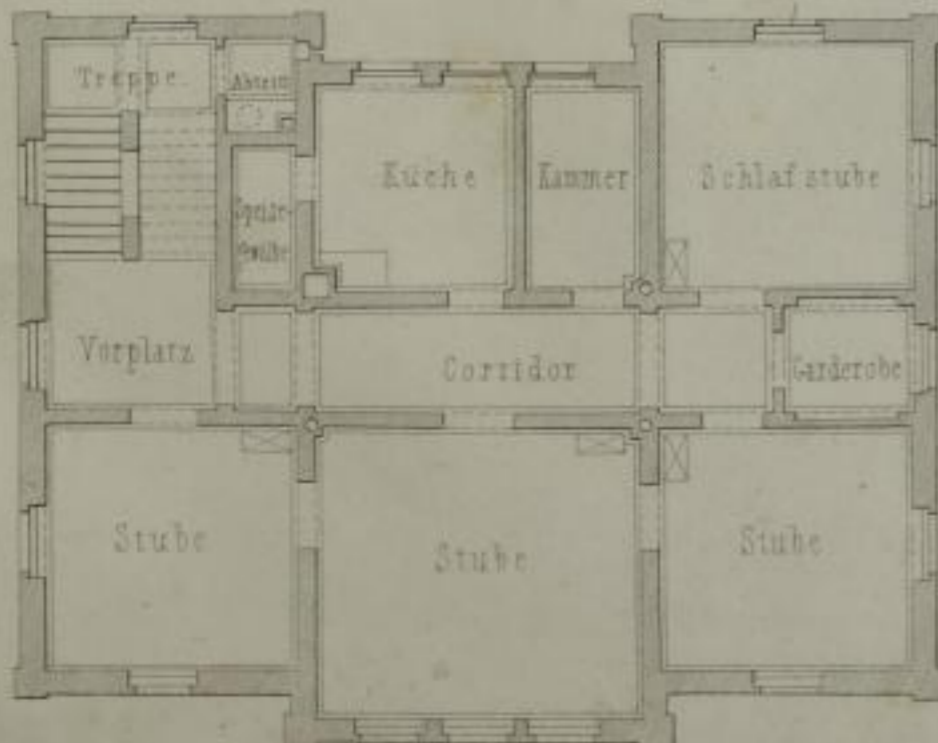 Treppe.
Abtritt
Küche
Kammer
Schlafstube
Speise-
Gewölbe
Vorplatz
Corridor
Garderobe
Stube
Stube
Stube